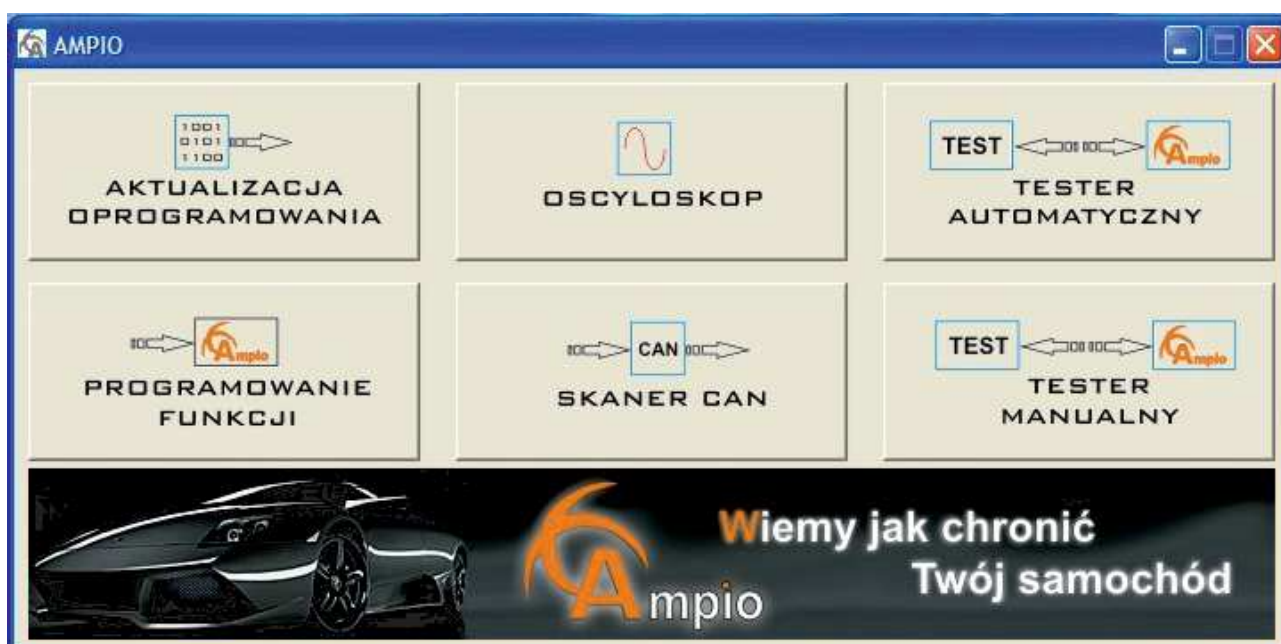 AMPIO
1001
0101
1100
AKTUALIZACJA
OPROGRAMOWANIA
OSCYLOSKOP
TEST
Ampio
TESTER
AUTOMATYCZNY
Ampio
PROGRAMOWANIE
FUNKCJI
CAN
SKANER CAN
TEST
Ampio
TESTER
MANUALNY
Ampio
Wiemy jak chronić
Twój samochód